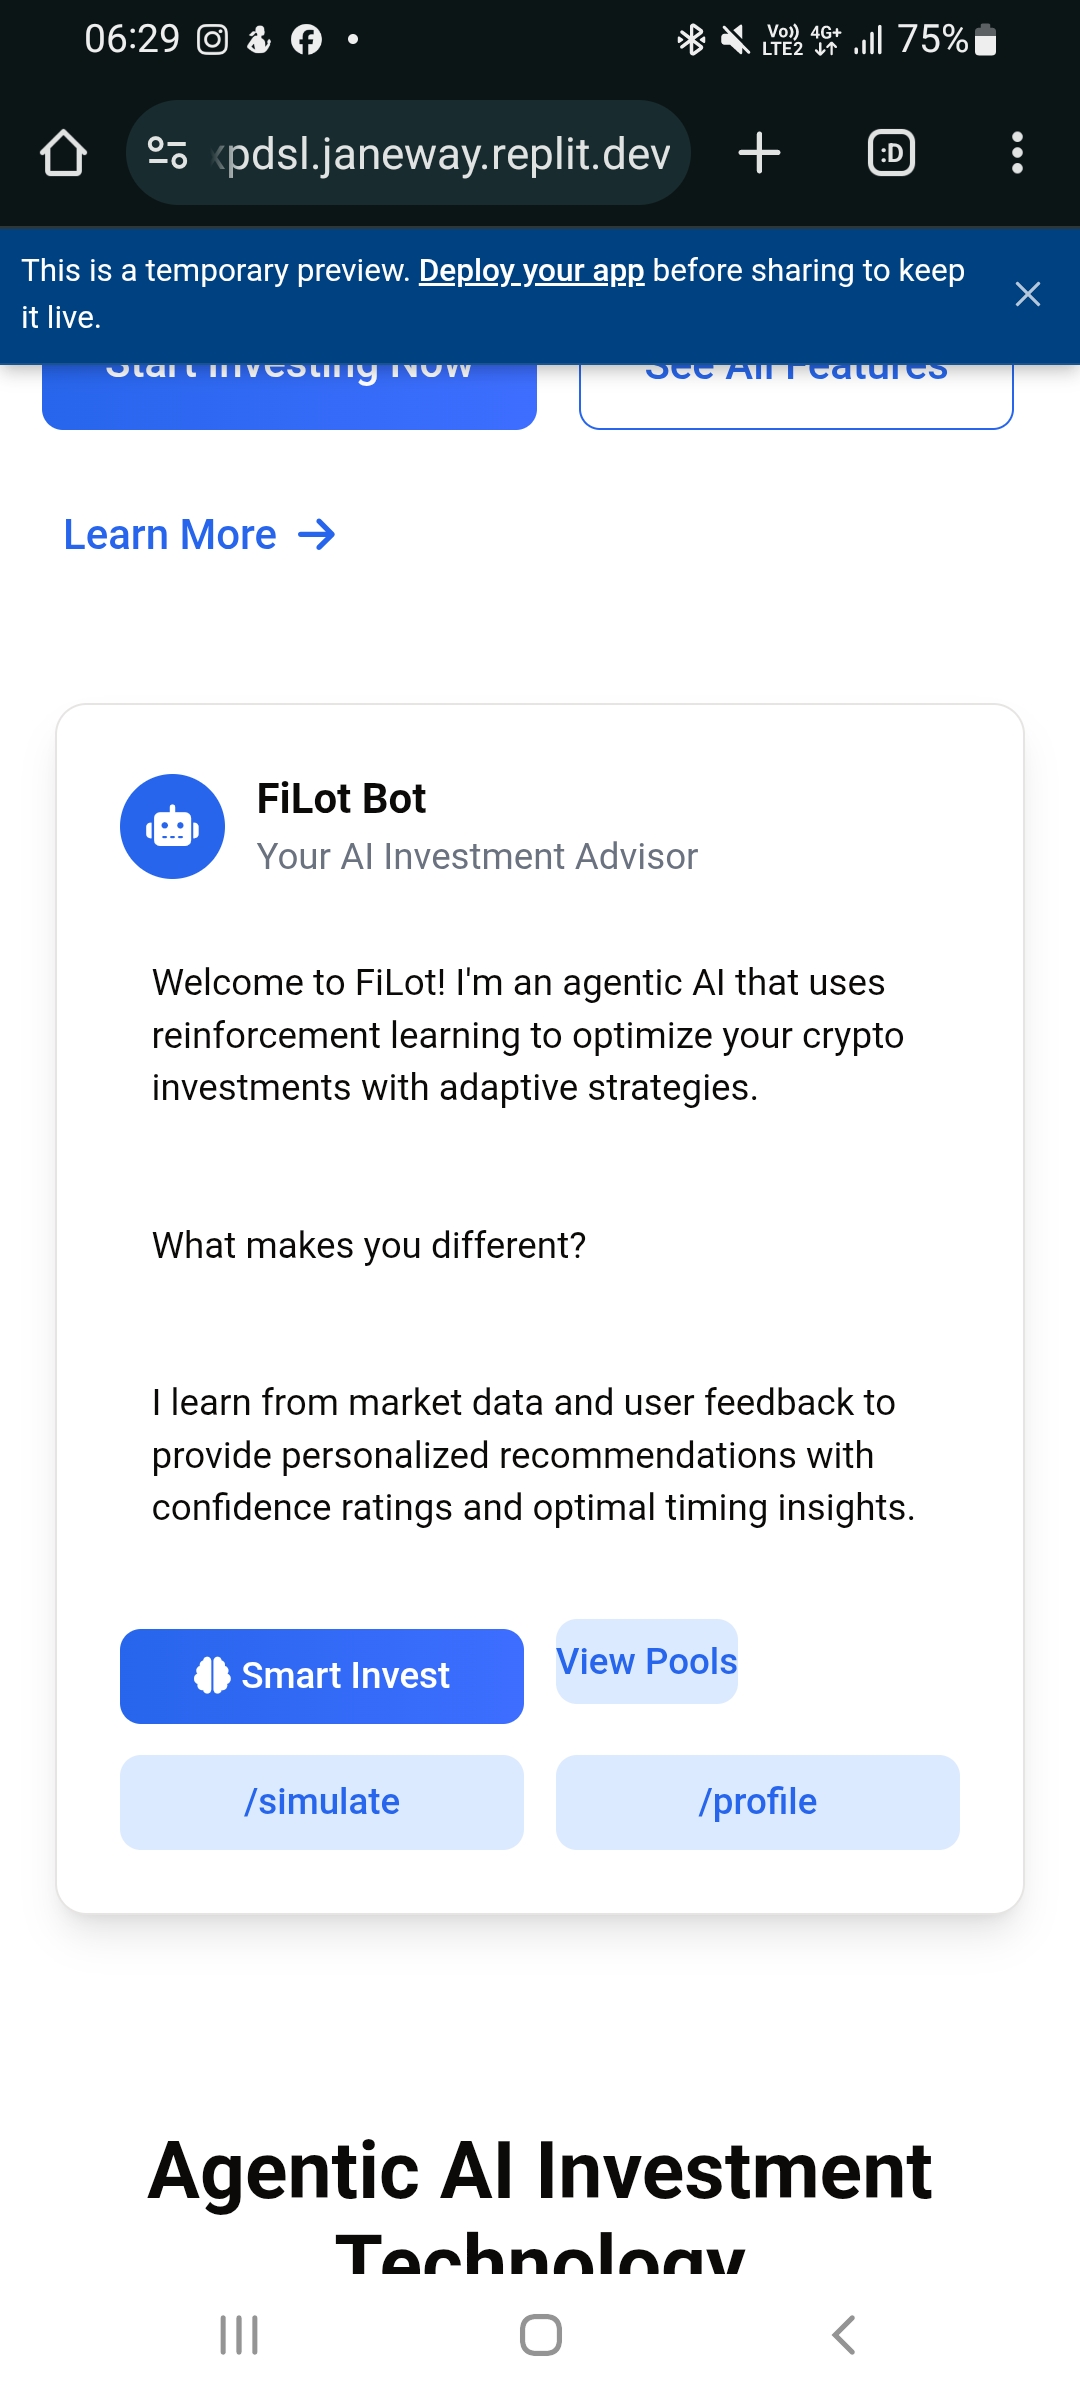 06:29
Vo)) LTE2 4G+ 75%
pdsl.janeway.replit.dev
:D
This is a temporary preview. Deploy your app before sharing to keep
it live.
Start Investing Now
See All Features
Learn More →
FiLot Bot
Your AI Investment Advisor
Welcome to FiLot! I'm an agentic AI that uses
reinforcement learning to optimize your crypto
investments with adaptive strategies.
What makes you different?
I learn from market data and user feedback to
provide personalized recommendations with
confidence ratings and optimal timing insights.
Smart Invest
View Pools
/simulate
/profile
Agentic AI Investment
Technology